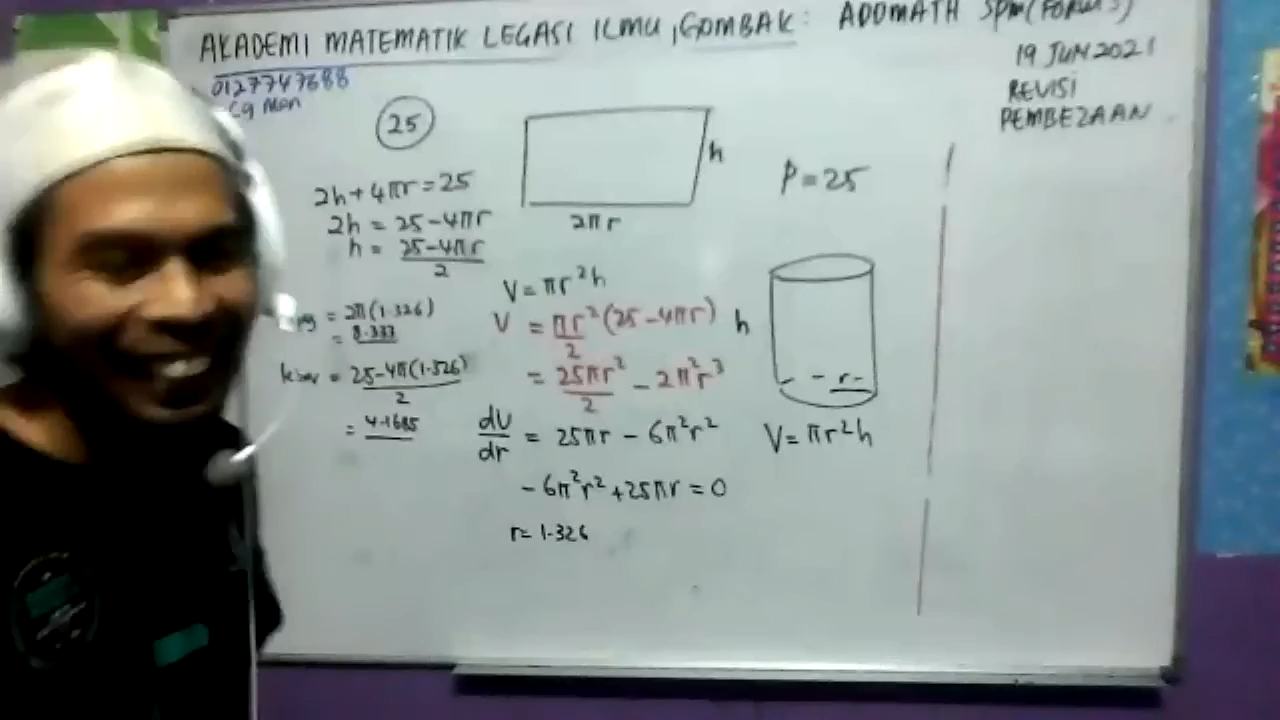 AKADEMI MATEMATIK LEGASI ILMU, GOMBAK: ADDMATH SPM (FORM 5)
0127747688
Cg Man
19 JUN 2021
REVISI
PEMBEZAAN
25
h
2πr
P = 25
2h + 4πr = 25
2h = 25 - 4πr
h = 25 - 4πr
2
= 2π(1.326)
= 8.333
= 25 - 4π(1.326)
2
= 4.1685
V = πr²h
V = πr² (25 - 4πr)
2
= 25πr² - 2π²r³
2
dV = 25πr - 6π²r²
dr
- 6π²r² + 25πr = 0
r = 1.326
h
r
V = πr²h